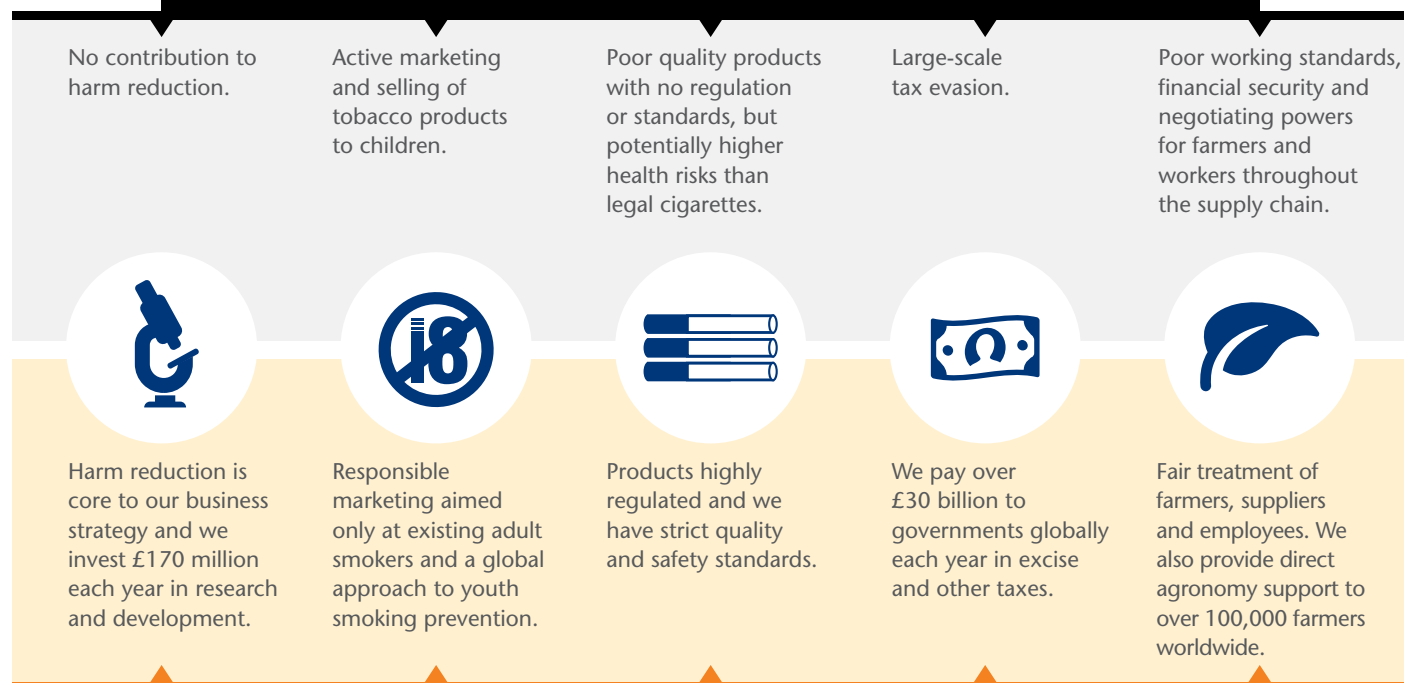 No contribution to
harm reduction.
Active marketing
and selling of
tobacco products
to children.
Poor quality products
with no regulation
or standards, but
potentially higher
health risks than
legal cigarettes.
Large-scale
tax evasion.
Poor working standards,
financial security and
negotiating powers
for farmers and
workers throughout
the supply chain.
18
Harm reduction is
core to our business
strategy and we
invest £170 million
each year in research
and development.
Responsible
marketing aimed
only at existing adult
smokers and a global
approach to youth
smoking prevention.
Products highly
regulated and we
have strict quality
and safety standards.
We pay over
£30 billion to
governments globally
each year in excise
and other taxes.
Fair treatment of
farmers, suppliers
and employees. We
also provide direct
agronomy support to
over 100,000 farmers
worldwide.